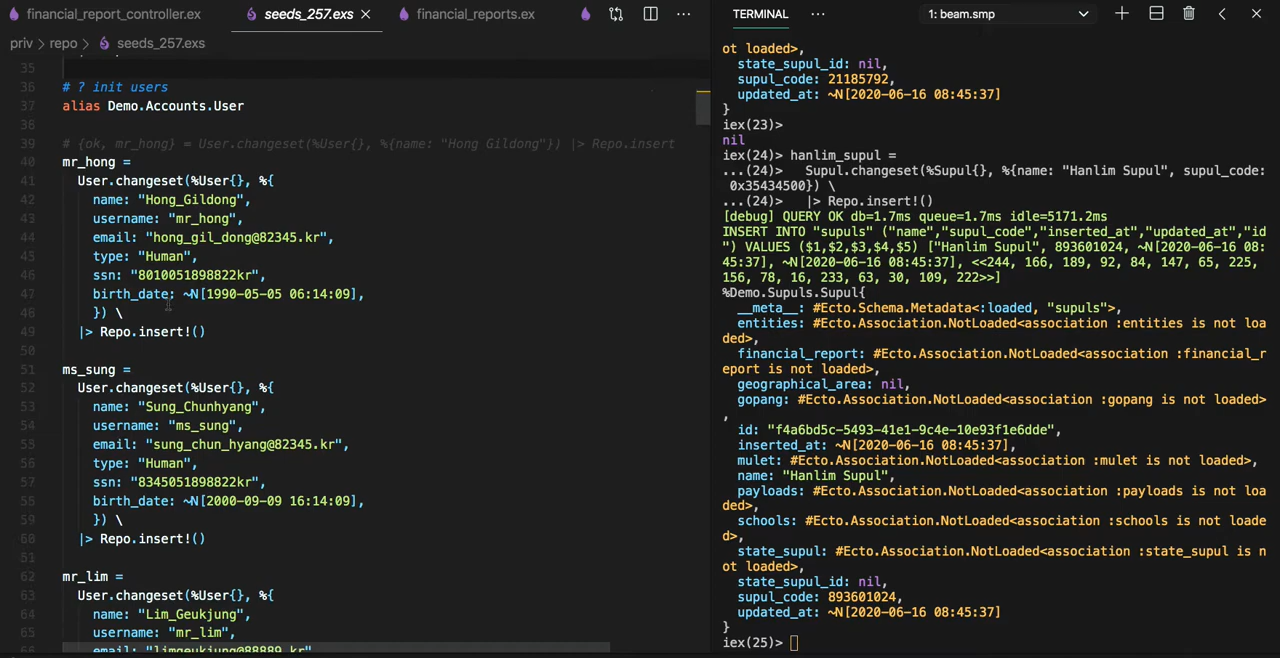 financial_report_controller.ex
seeds_257.exs
financial_reports.ex
priv > repo > seeds_257.exs
35
36 # ? init users
37 alias Demo.Accounts.User
38
39 # {ok, mr_hong} = User.changeset(%User{}, %{name: "Hong Gildong"}) |> Repo.insert
40 mr_hong =
41 User.changeset(%User{}, %{
42 name: "Hong_Gildong",
43 username: "mr_hong",
44 email: "hong_gil_dong@82345.kr",
45 type: "Human",
46 ssn: "8010051898822kr",
47 birth_date: ~N[1990-05-05 06:14:09],
48 }) \
49 |> Repo.insert!()
50
51 ms_sung =
52 User.changeset(%User{}, %{
53 name: "Sung_Chunhyang",
54 username: "ms_sung",
55 email: "sung_chun_hyang@82345.kr",
56 type: "Human",
57 ssn: "8345051898822kr",
birth_date: ~N[2000-09-09 16:14:09],
59 }) \
60 |> Repo.insert!()
62 mr_lim =
63 User.changeset(%User{}, %{
64 name: "Lim_Geukjung",
65 username: "mr_lim",
66 email: "limgeukjung@88889.kr"
TERMINAL ...
1: beam.smp
ot loaded>,
state_supul_id: nil,
supul_code: 21185792,
updated_at: ~N[2020-06-16 08:45:37]
}
iex(23)>
nil
iex(24)> hanlim_supul =
...(24)> Supul.changeset(%Supul{}, %{name: "Hanlim Supul", supul_code:
0x35434500}) \
...(24)> |> Repo.insert!()
[debug] QUERY OK db=1.7ms queue=1.7ms idle=5171.2ms
INSERT INTO "supuls" ("name","supul_code","inserted_at","updated_at","id
") VALUES ($1,$2,$3,$4,$5) ["Hanlim Supul", 893601024, ~N[2020-06-16 08:
45:37], ~N[2020-06-16 08:45:37], <<244, 166, 189, 92, 84, 147, 65, 225,
156, 78, 16, 233, 63, 30, 109, 222>>]
%Demo.Supuls.Supul{
__meta__: #Ecto.Schema.Metadata<:loaded, "supuls">,
entities: #Ecto.Association.NotLoaded<association :entities is not loa
ded>,
financial_report: #Ecto.Association.NotLoaded<association :financial_r
eport is not loaded>,
geographical_area: nil,
gopang: #Ecto.Association.NotLoaded<association :gopang is not loaded>
,
id: "f4a6bd5c-5493-41e1-9c4e-10e93f1e6dde",
inserted_at: ~N[2020-06-16 08:45:37],
mulet: #Ecto.Association.NotLoaded<association :mulet is not loaded>,
name: "Hanlim Supul",
payloads: #Ecto.Association.NotLoaded<association :payloads is not loa
ded>,
schools: #Ecto.Association.NotLoaded<association :schools is not loade
d>,
state_supul: #Ecto.Association.NotLoaded<association :state_supul is n
ot loaded>,
state_supul_id: nil,
supul_code: 893601024,
updated_at: ~N[2020-06-16 08:45:37]
}
iex(25)>